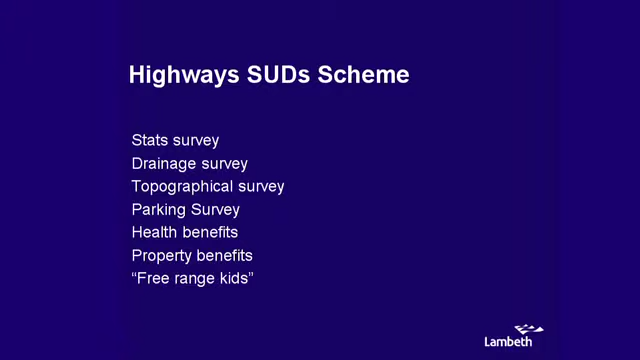 Highways SUDs Scheme
Stats survey
Drainage survey
Topographical survey
Parking Survey
Health benefits
Property benefits
“Free range kids”
Lambeth